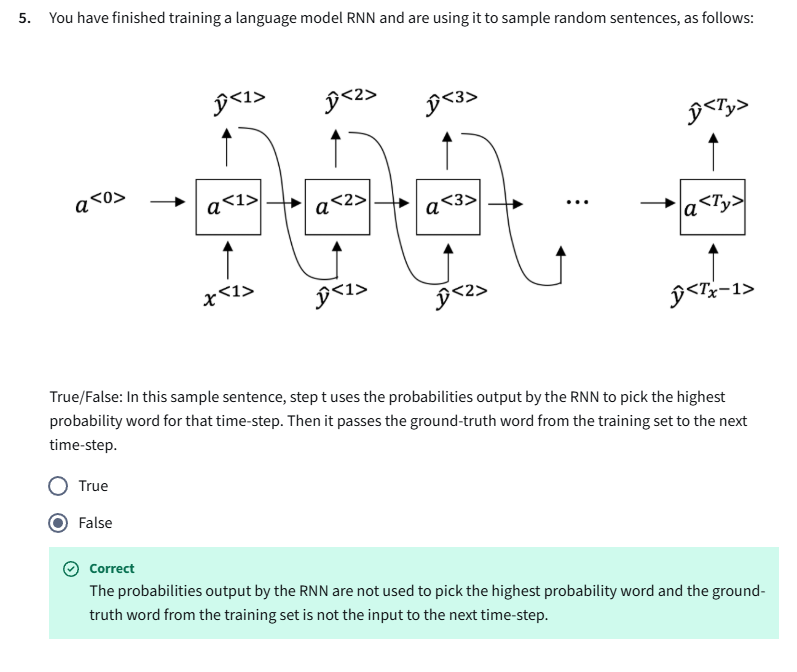 5. You have finished training a language model RNN and are using it to sample random sentences, as follows:
ŷ<1> ŷ<2> ŷ<3> ŷ<Ty>
a<0> a<1> a<2> a<3> ... a<Ty>
x<1> ŷ<1> ŷ<2> ŷ<Tx−1>
True/False: In this sample sentence, step t uses the probabilities output by the RNN to pick the highest
probability word for that time-step. Then it passes the ground-truth word from the training set to the next
time-step.
True
False
Correct
The probabilities output by the RNN are not used to pick the highest probability word and the ground-
truth word from the training set is not the input to the next time-step.